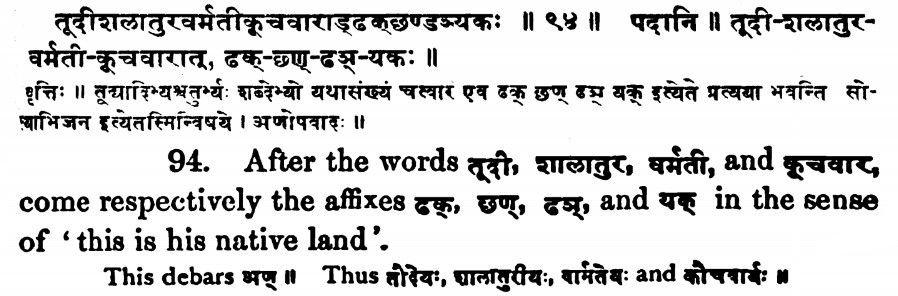 तूदीशलातुरवर्मतीकूचवाराड्ढक्छण्ढञ्यकः ॥ ९४ ॥ पदानि ॥ तूदी-शलातुर-
वर्मती-कूचवारात्, ढक्-छण्-ढञ्-यकः ॥
वृत्तिः ॥ तूद्यादिभ्यश्चतुर्भ्यः शब्देभ्यो यथासंख्यं चत्वार एव ढक् छण् ढञ् यक् इत्येते प्रत्यया भवन्ति सो-
स्याभिजन इत्येतस्मिन्विषये । अणोपवादः ॥
94. After the words तूदी, शालातुर, वर्मती, and कूचवार,
come respectively the affixes ढक्, छण्, ढञ्, and यक् in the sense
of ‘this is his native land’.
This debars अण् ॥ Thus तौदेयः, शालातुरीयः, वार्मतेयः and कौचवार्यः ॥